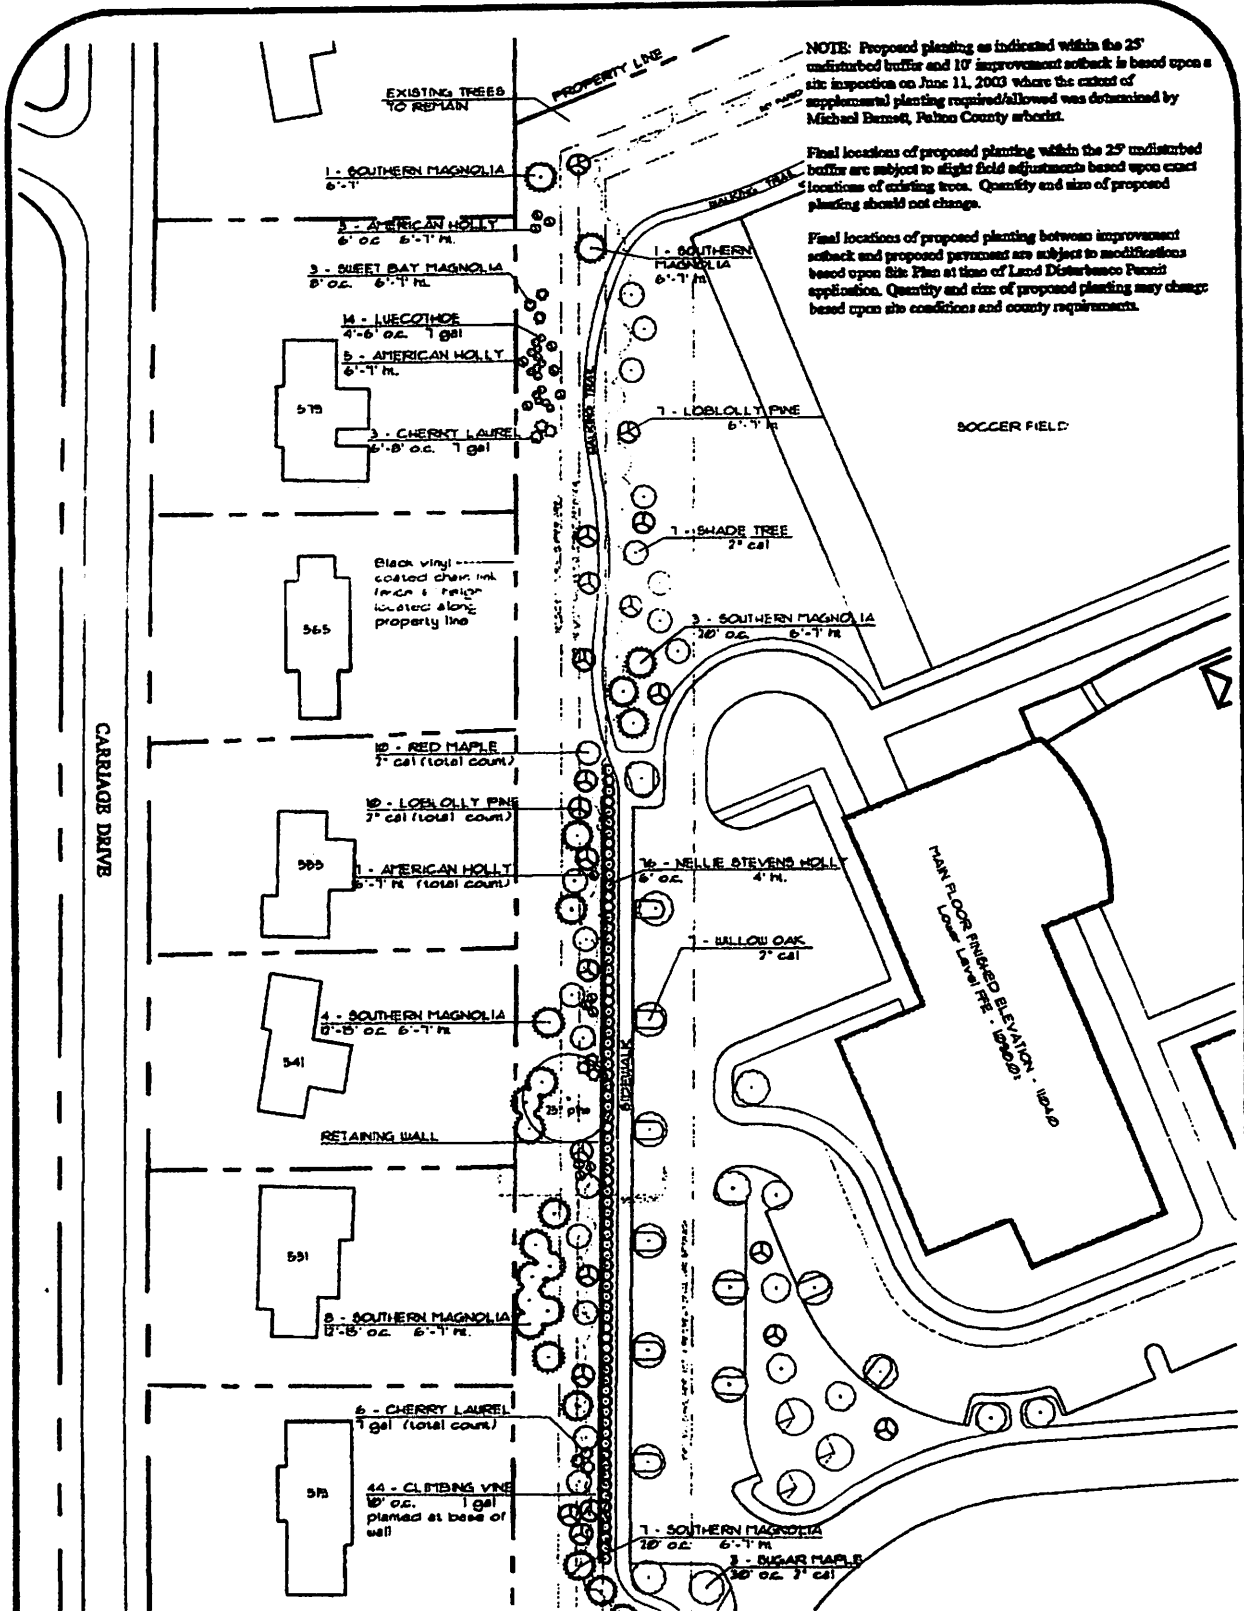 NOTE: Proposed planting as indicated within the 25'
undisturbed buffer and 10' improvement setback is based upon a
site inspection on June 11, 2003 where the extent of
supplemental planting required/allowed was determined by
Michael Barnett, Fulton County arborist.
Final locations of proposed planting within the 25' undisturbed
buffer are subject to slight field adjustments based upon exact
locations of existing trees. Quantity and size of proposed
planting should not change.
Final locations of proposed planting between improvement
setback and proposed pavement are subject to modifications
based upon Site Plan at time of Land Disturbance Permit
application. Quantity and size of proposed planting may change
based upon site conditions and county requirements.
PROPERTY LINE
EXISTING TREES
TO REMAIN
1 - SOUTHERN MAGNOLIA
6'-7'
WALKING TRAIL
- AMERICAN HOLLY
6' o.c. 6'-7' ht.
1 - SOUTHERN
MAGNOLIA
6'-7' ht.
3 - SWEET BAY MAGNOLIA
8' o.c. 6'-7' ht.
14 - LUECOTHOE
4'-6' o.c. 7 gal
5 - AMERICAN HOLLY
6'-7' ht.
WALKING TRAIL
579
7 - LOBLOLLY PINE
6'-7' ht
SOCCER FIELD
3 - CHERRY LAUREL
6'-8' o.c. 7 gal
7 - SHADE TREE
2" cal
Black vinyl
coated chain link
located along
property line
565
3 - SOUTHERN MAGNOLIA
20' o.c. 6'-7' ht
CARRIAGE DRIVE
10 - RED MAPLE
2" cal (total count)
10 - LOBLOLLY PINE
2" cal (total count)
555
- AMERICAN HOLLY
6'-7' ht (total count)
76 - NELLIE STEVENS HOLLY
6' o.c. 4' ht.
MAIN FLOOR FINISHED ELEVATION -
Lower Level FFE -
- WILLOW OAK
2" cal
4 - SOUTHERN MAGNOLIA
12'-15' o.c. 6'-7' ht
541
SIDEWALK
25" pine
RETAINING WALL
531
8 - SOUTHERN MAGNOLIA
12'-15' o.c. 6'-7' ht.
6 - CHERRY LAUREL
7 gal (total count)
515
44 - CLIMBING VINE
10' o.c. 1 gal
planted at base of
wall
7 - SOUTHERN MAGNOLIA
20' o.c. 6'-7' ht
3 - SUGAR MAPLE
30' o.c. 2" cal